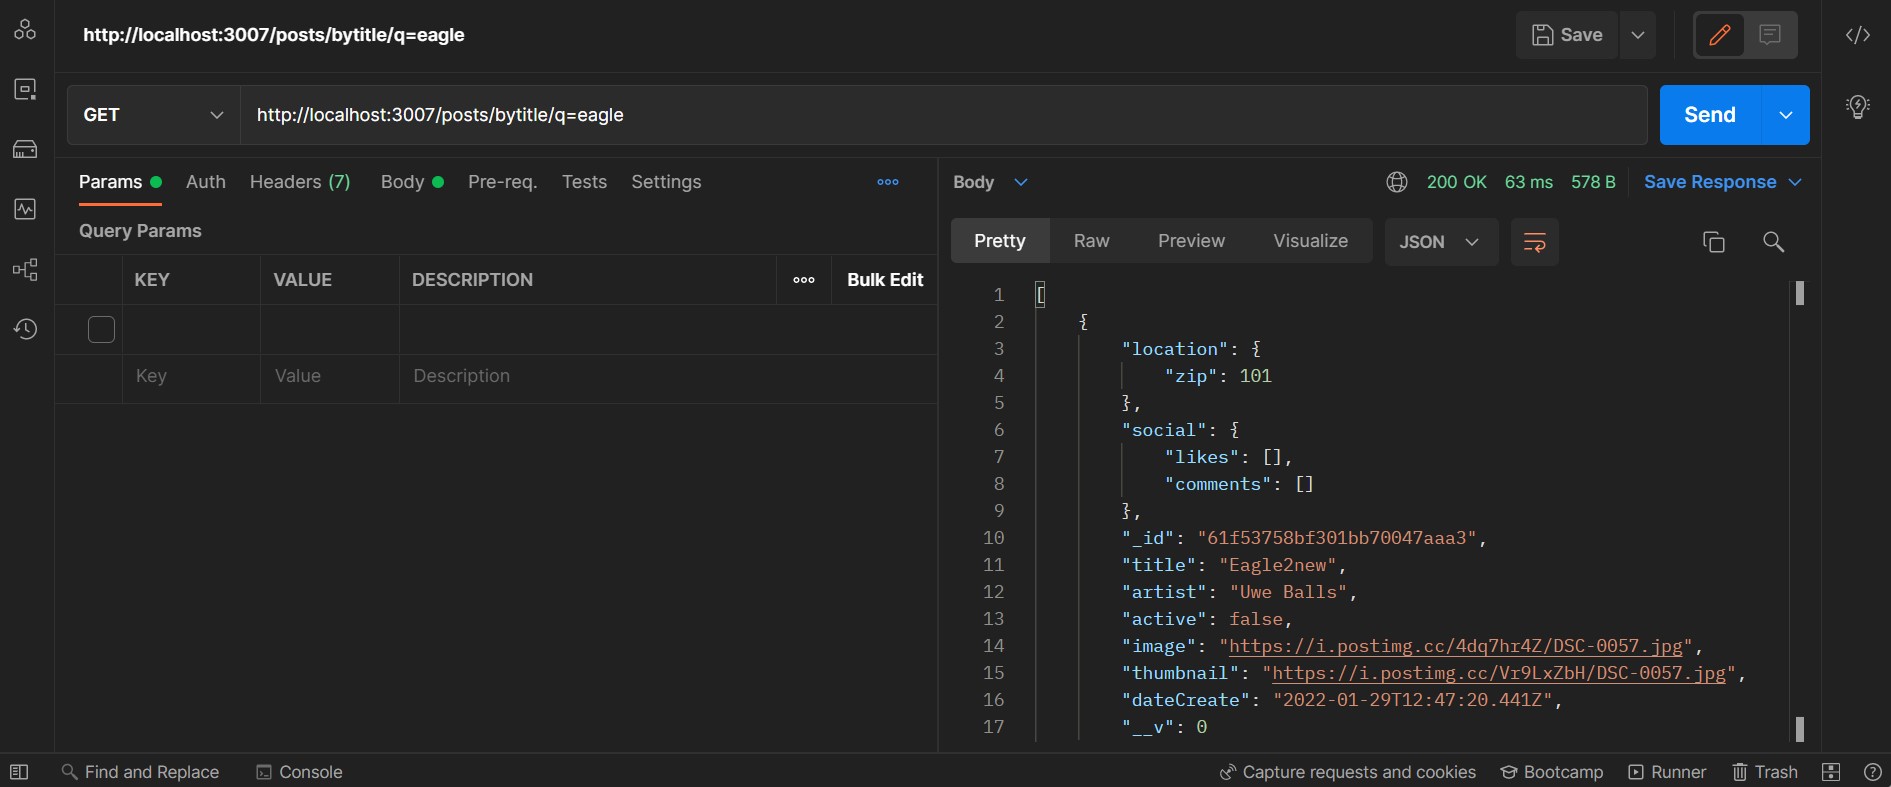 http://localhost:3007/posts/bytitle/q=eagle
Save
GET
http://localhost:3007/posts/bytitle/q=eagle
Send
Params
Auth
Headers (7)
Body
Pre-req.
Tests
Settings
Query Params
KEY VALUE DESCRIPTION Bulk Edit
Key Value Description
Body
200 OK 63 ms 578 B Save Response
Pretty Raw Preview Visualize JSON
1 [
2 {
3 "location": {
4 "zip": 101
5 },
6 "social": {
7 "likes": [],
8 "comments": []
9 },
10 "_id": "61f53758bf301bb70047aaa3",
11 "title": "Eagle2new",
12 "artist": "Uwe Balls",
13 "active": false,
14 "image": "https://i.postimg.cc/4dq7hr4Z/DSC-0057.jpg",
15 "thumbnail": "https://i.postimg.cc/Vr9LxZbH/DSC-0057.jpg",
16 "dateCreate": "2022-01-29T12:47:20.441Z",
17 "__v": 0
Find and Replace Console Capture requests and cookies Bootcamp Runner Trash